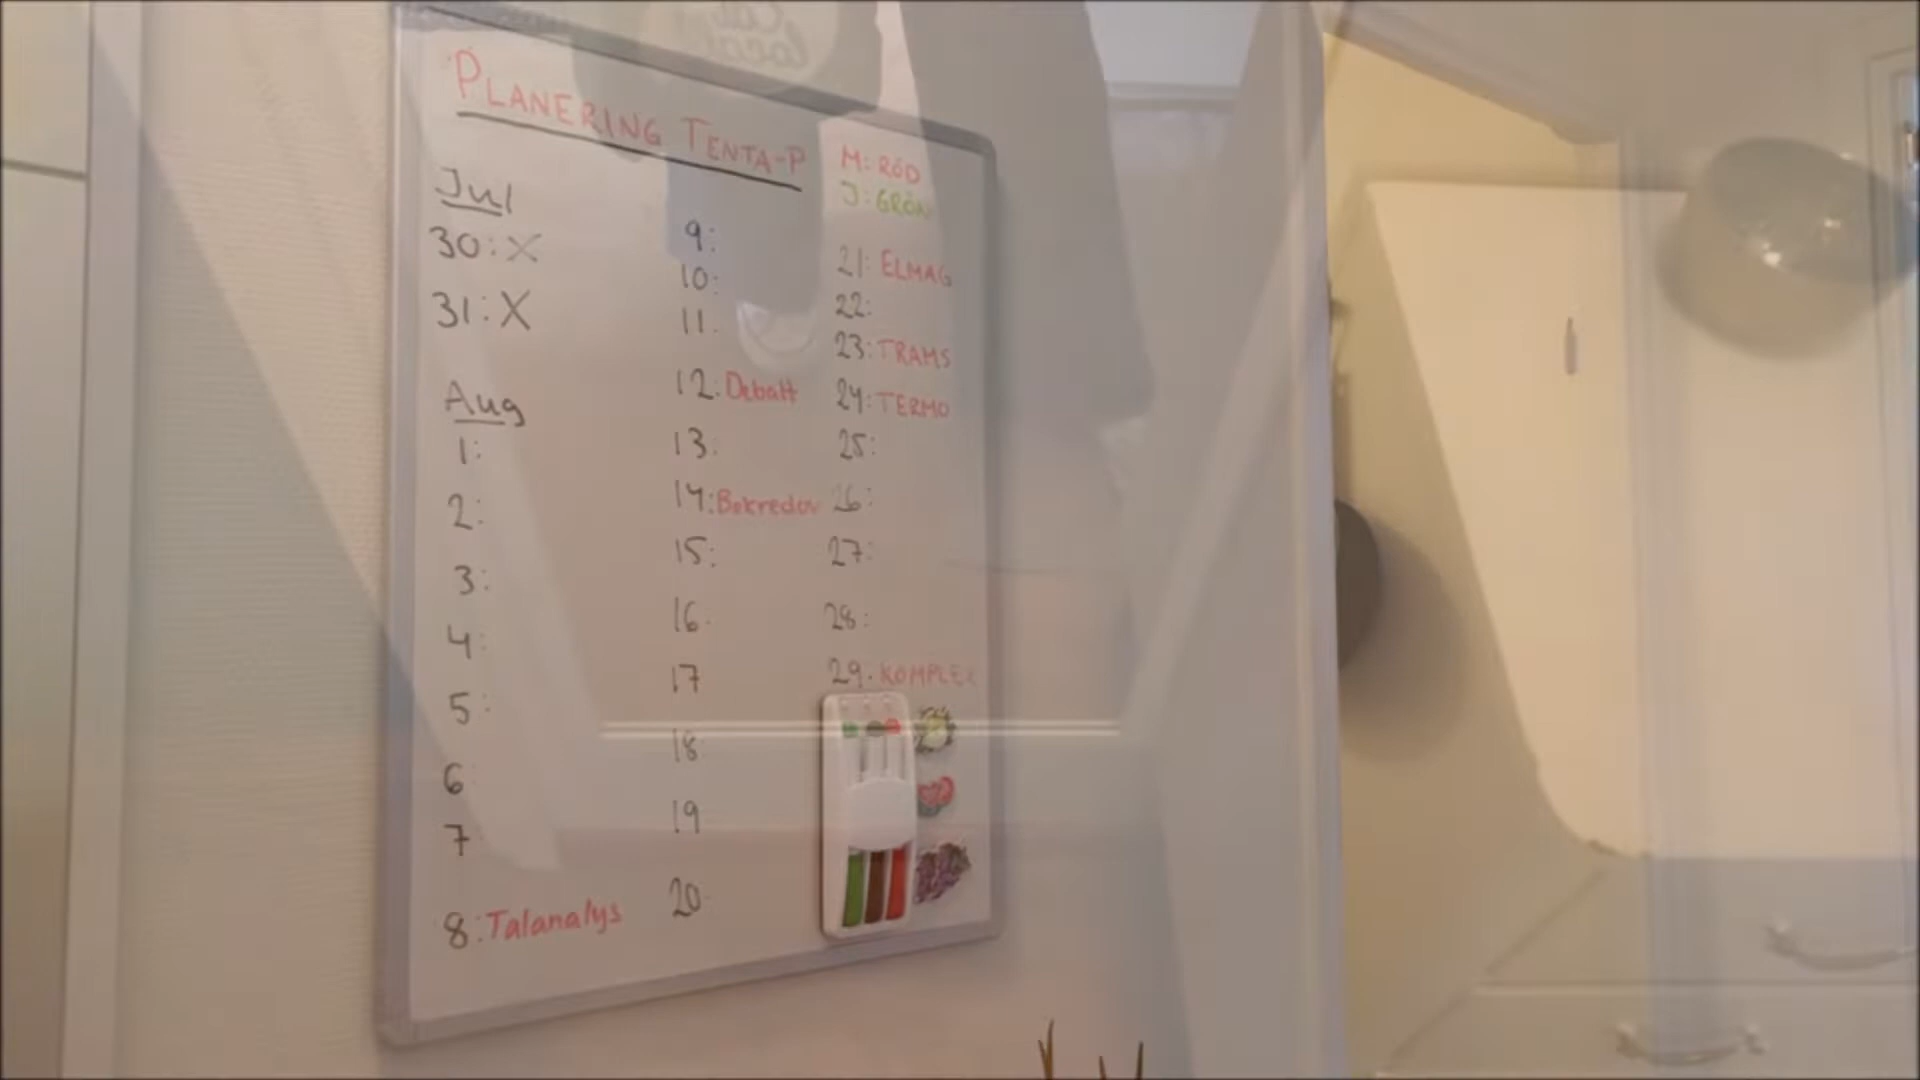 PLANERING TENTA-P
Jul
30: X
31: X
Aug
1:
2:
3:
4:
5:
6
7
8: Talanalys
9:
10:
11:
12: Debatt
13:
14: Bokredov
15:
16
17
18
19
20
M: RÖD
J: GRÖN
21: ELMAG
22:
23: TRAMS
24: TERMO
25:
26:
27:
28:
29. KOMPLEX